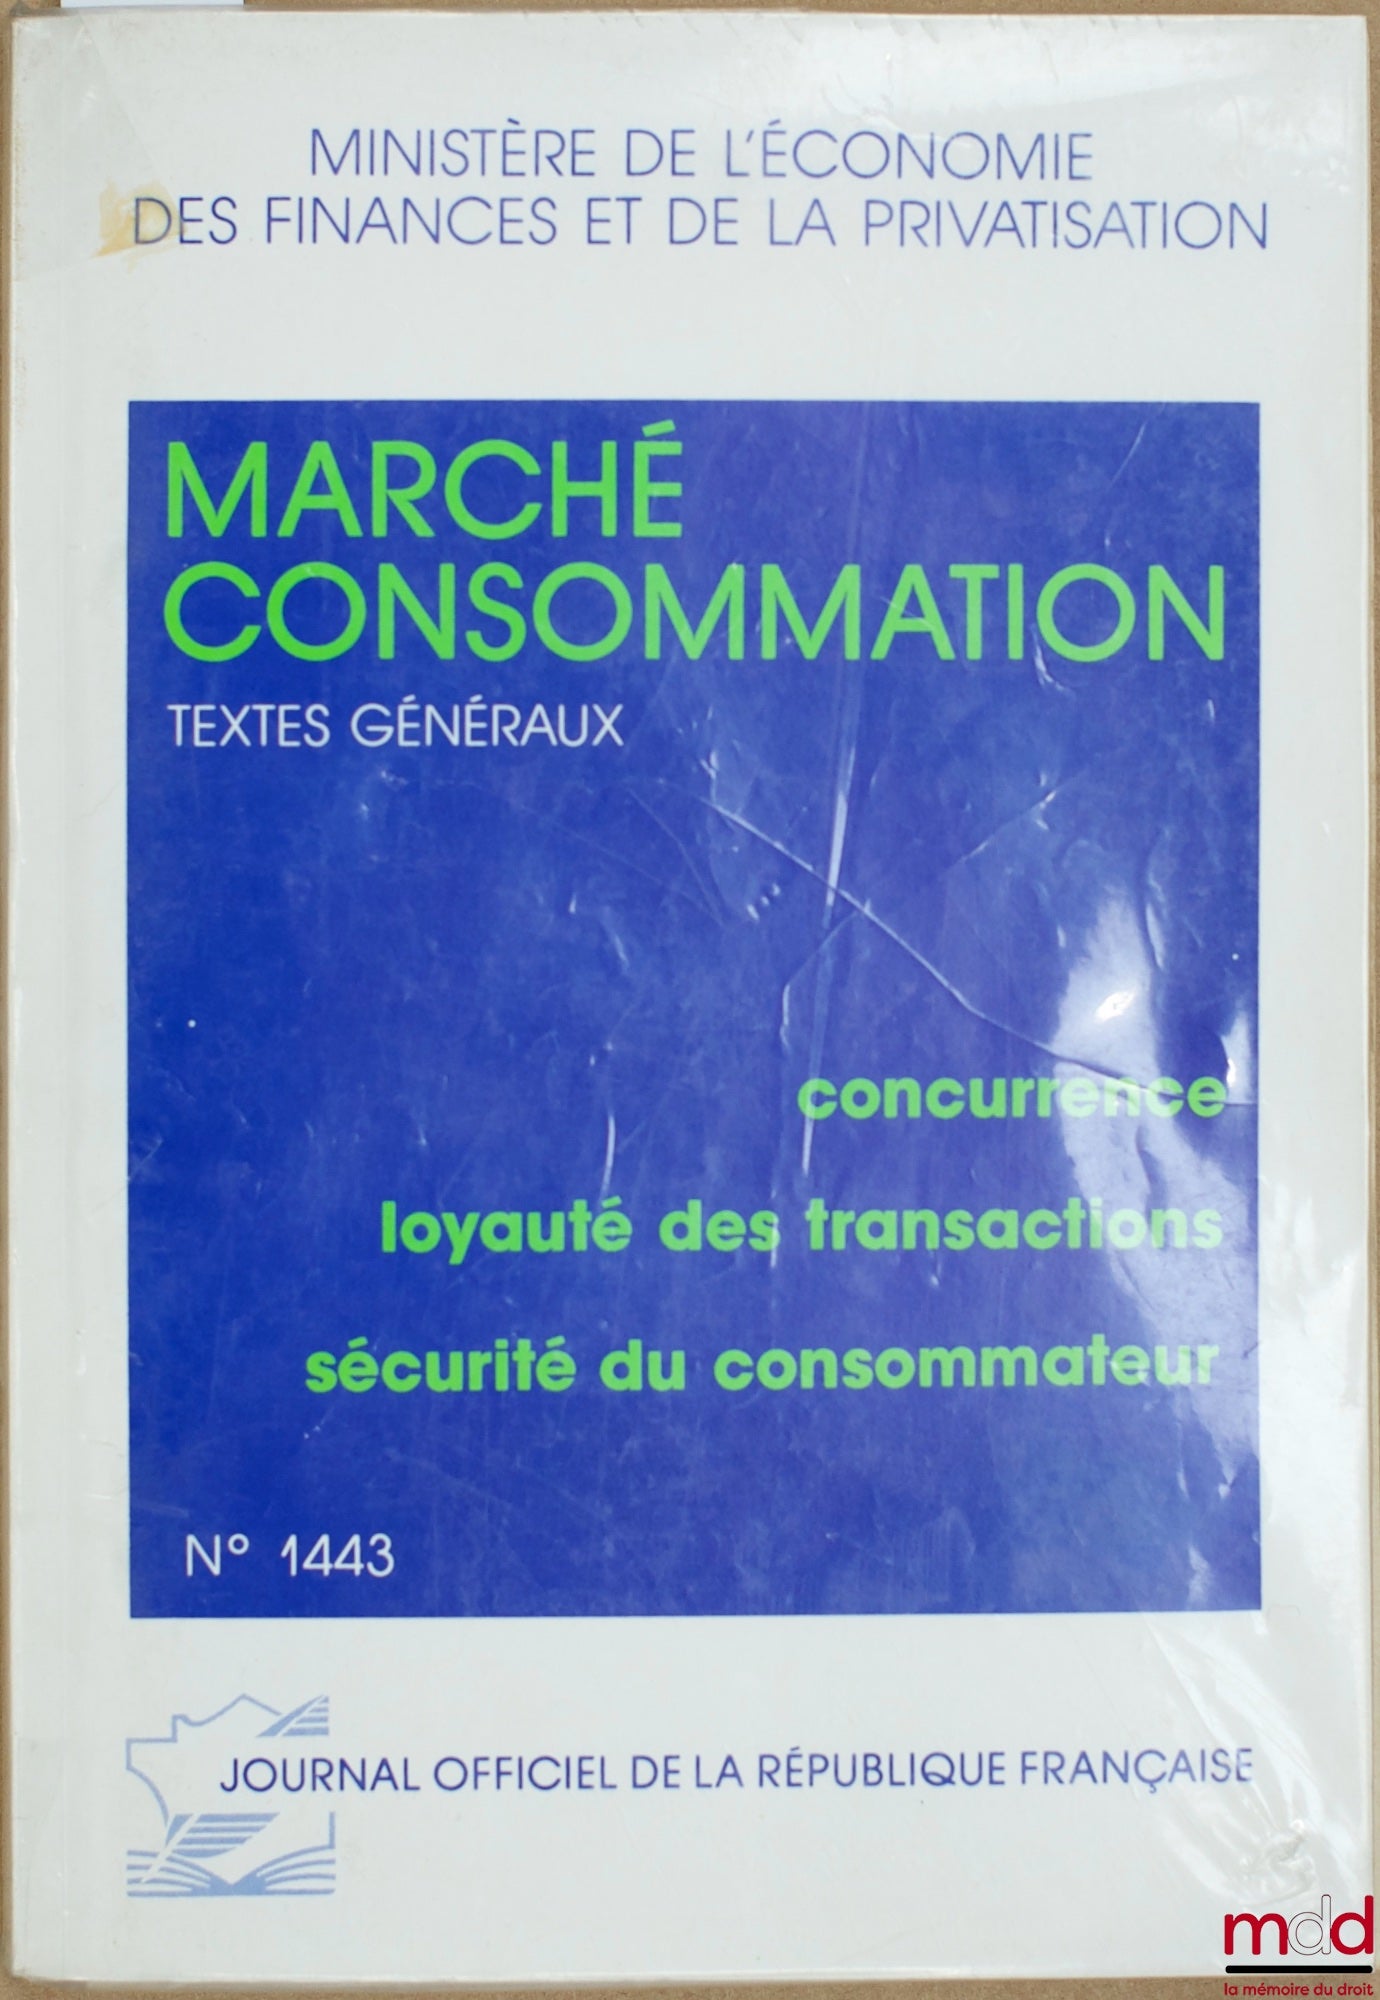 MINISTÈRE DE L'ÉCONOMIE
DES FINANCES ET DE LA PRIVATISATION
MARCHÉ
CONSOMMATION
TEXTES GÉNÉRAUX
concurrence
loyauté des transactions
sécurité du consommateur
N° 1443
JOURNAL OFFICIEL DE LA RÉPUBLIQUE FRANÇAISE
mdd
la mémoire du droit